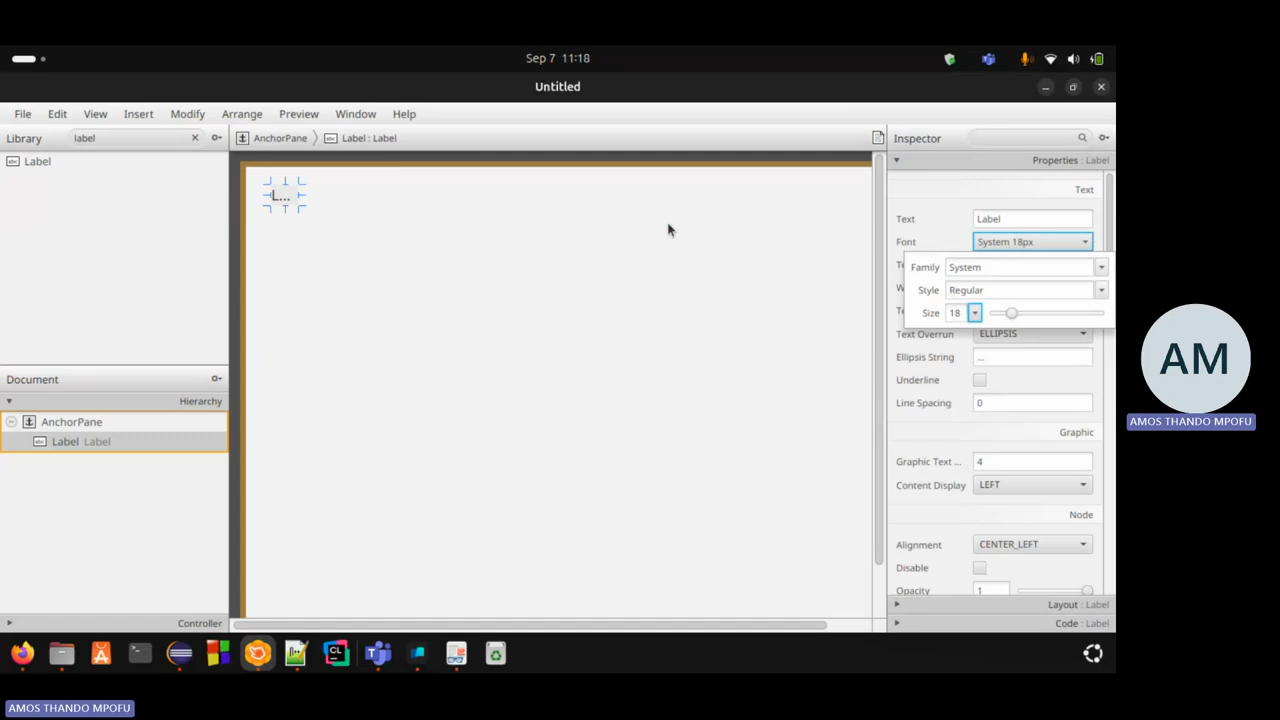 Sep 7 11:18
Untitled
File Edit View Insert Modify Arrange Preview Window Help
Library label
AnchorPane Label : Label
Inspector
Label
Properties : Label
Text
L...
Text Label
Font System 18px
Family System
Style Regular
Size 18
Text Overrun ELLIPSIS
Ellipsis String ...
Underline
Line Spacing 0
Graphic
Graphic Text ... 4
Content Display LEFT
Node
Alignment CENTER_LEFT
Disable
Opacity 1
Layout : Label
Code : Label
Document
Hierarchy
AnchorPane
Label Label
Controller
AM
AMOS THANDO MPOFU
CL
AMOS THANDO MPOFU